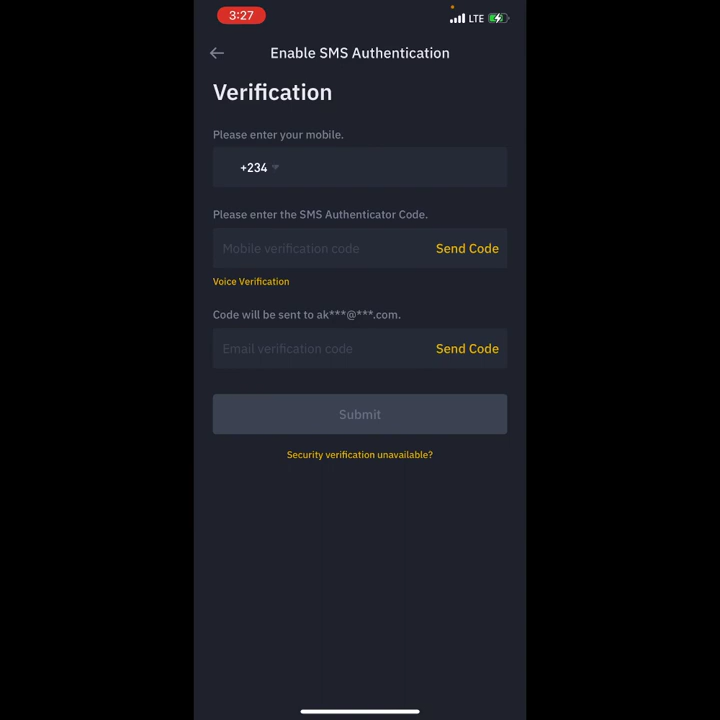 3:27
LTE
Enable SMS Authentication
Verification
Please enter your mobile.
+234
Please enter the SMS Authenticator Code.
Mobile verification code
Send Code
Voice Verification
Code will be sent to ak***@***.com.
Email verification code
Send Code
Submit
Security verification unavailable?